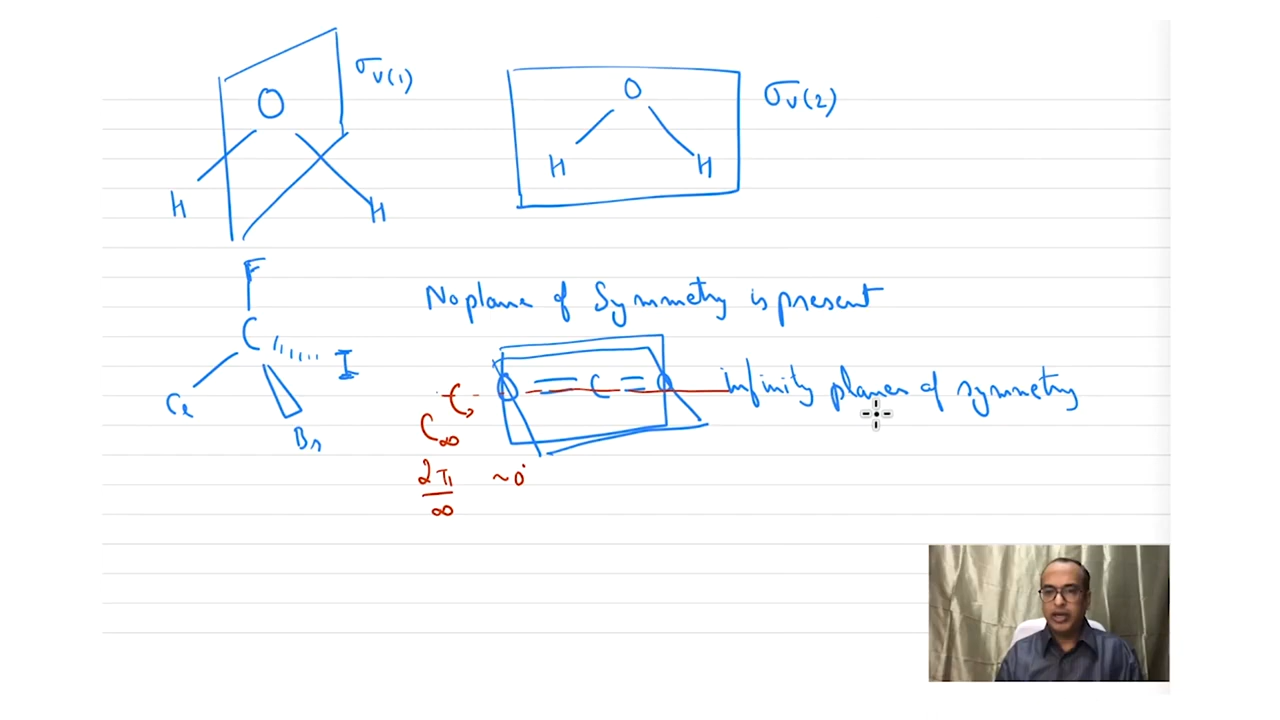 O σv(1)
H H
O σv(2)
H H
F
C I
Cl Br
No plane of Symmetry is present
O = C = O infinity planes of symmetry
C∞
2π/∞ ~0°